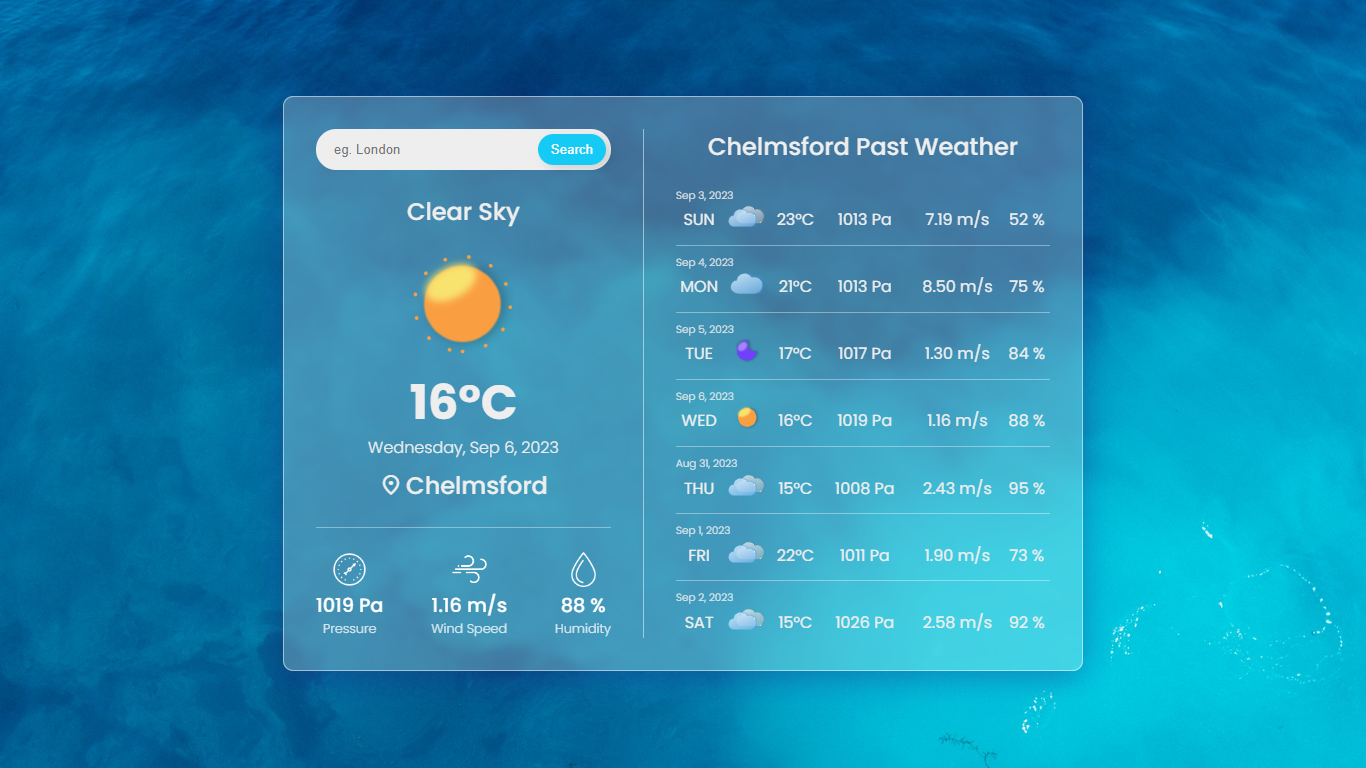 eg. London
Search
Clear Sky
16°C
Wednesday, Sep 6, 2023
Chelmsford
1019 Pa
Pressure
1.16 m/s
Wind Speed
88 %
Humidity
Chelmsford Past Weather
Sep 3, 2023
SUN 23°C 1013 Pa 7.19 m/s 52 %
Sep 4, 2023
MON 21°C 1013 Pa 8.50 m/s 75 %
Sep 5, 2023
TUE 17°C 1017 Pa 1.30 m/s 84 %
Sep 6, 2023
WED 16°C 1019 Pa 1.16 m/s 88 %
Aug 31, 2023
THU 15°C 1008 Pa 2.43 m/s 95 %
Sep 1, 2023
FRI 22°C 1011 Pa 1.90 m/s 73 %
Sep 2, 2023
SAT 15°C 1026 Pa 2.58 m/s 92 %